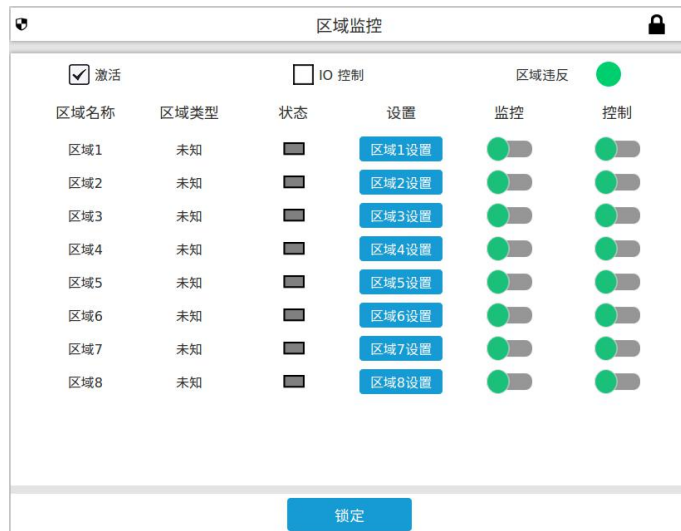 区域监控
激活 IO 控制 区域违反
区域名称 区域类型 状态 设置 监控 控制
区域1 未知 区域1设置
区域2 未知 区域2设置
区域3 未知 区域3设置
区域4 未知 区域4设置
区域5 未知 区域5设置
区域6 未知 区域6设置
区域7 未知 区域7设置
区域8 未知 区域8设置
锁定